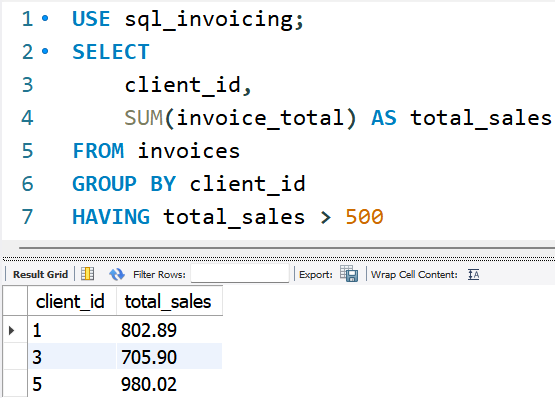 1 USE sql_invoicing;
2 SELECT
3 client_id,
4 SUM(invoice_total) AS total_sales
5 FROM invoices
6 GROUP BY client_id
7 HAVING total_sales > 500
Result Grid Filter Rows: Export: Wrap Cell Content: IA
client_id total_sales
1 802.89
3 705.90
5 980.02